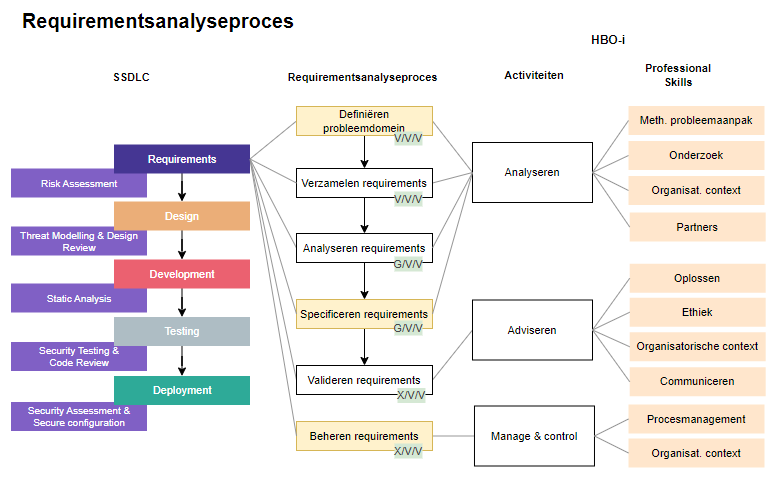 Requirementsanalyseproces
HBO-i
SSDLC
Requirementsanalyseproces
Activiteiten
Professional
Skills
Requirements
Risk Assessment
Design
Threat Modelling & Design
Review
Development
Static Analysis
Testing
Security Testing &
Code Review
Deployment
Security Assessment &
Secure configuration
Definiëren
probleemdomein
V/V/V
Verzamelen requirements
V/V/V
Analyseren requirements
G/V/V
Specificeren requirements
G/V/V
Valideren requirements
X/V/V
Beheren requirements
X/V/V
Analyseren
Adviseren
Manage & control
Meth. probleemaanpak
Onderzoek
Organisat. context
Partners
Oplossen
Ethiek
Organisatorische context
Communiceren
Procesmanagement
Organisat. context